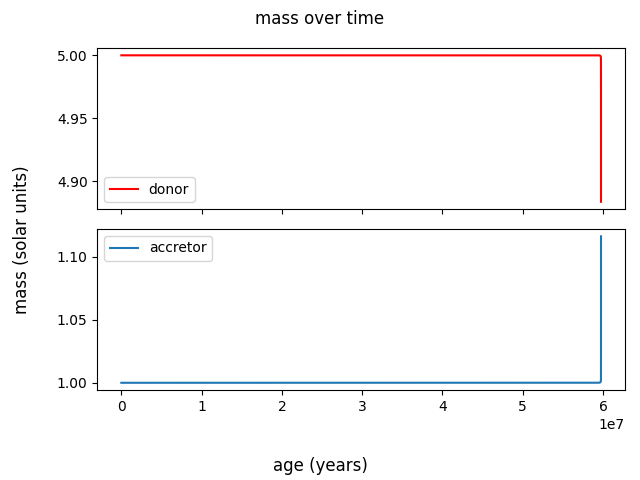 mass over time
5.00
4.95
4.90
donor
mass (solar units)
accretor
1.10
1.05
1.00
0 1 2 3 4 5 6
1e7
age (years)